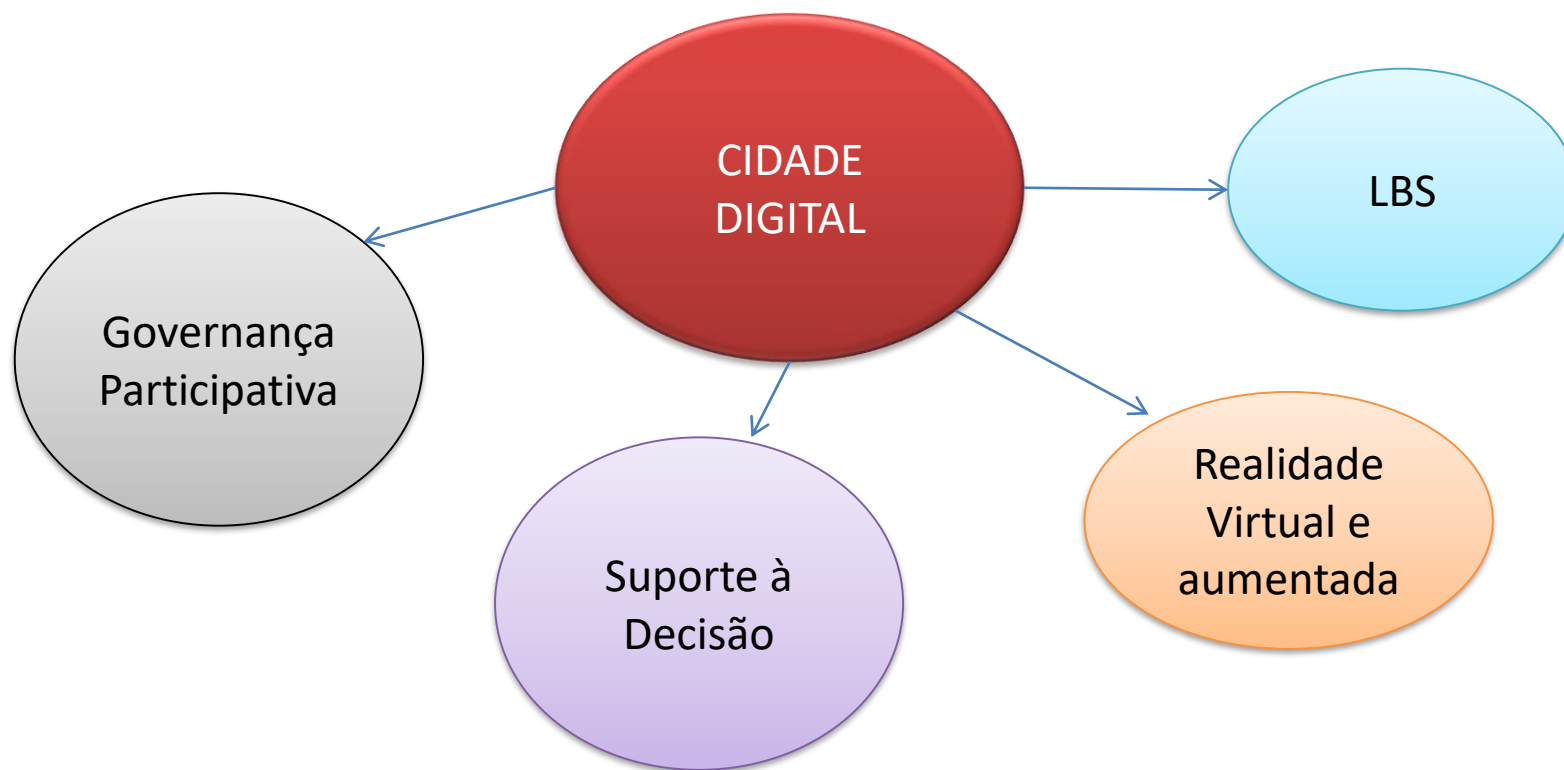 CIDADE
DIGITAL
LBS
Governança
Participativa
Suporte à
Decisão
Realidade
Virtual e
aumentada